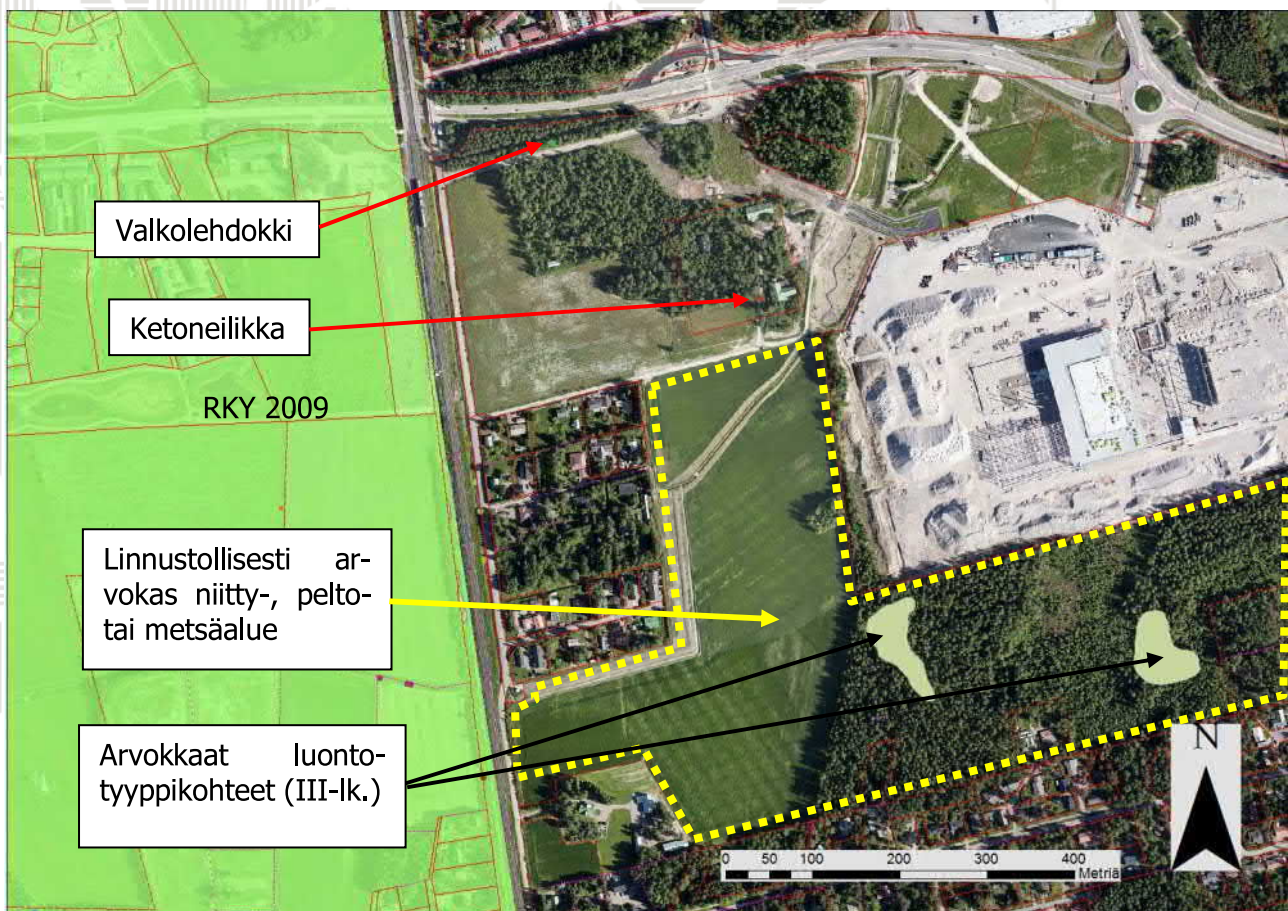 Valkolehdokki
Ketoneilikka
RKY 2009
Linnustollisesti ar-
vokas niitty-, pelto-
tai metsäalue
Arvokkaat luonto-
tyyppikohteet (III-lk.)
N
0 50 100 200 300 400
Metriä